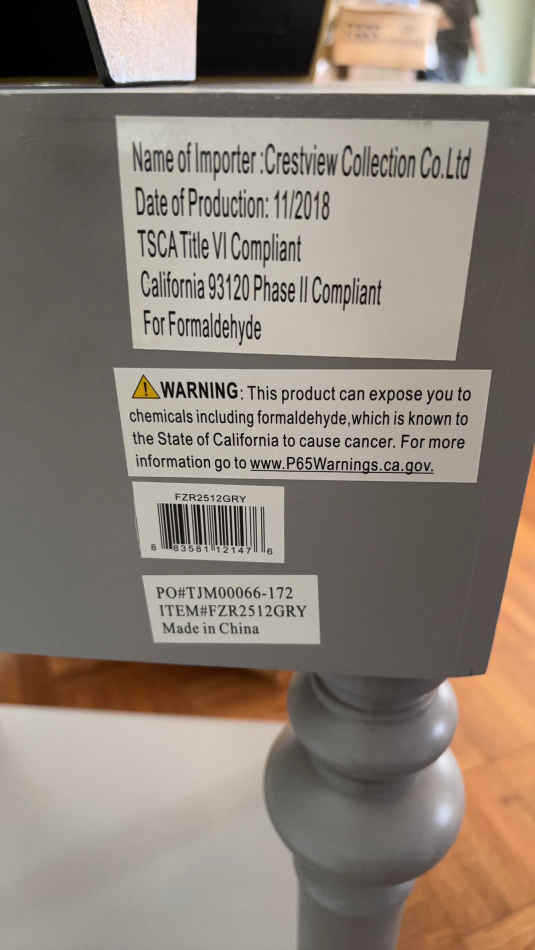 Name of Importer :Crestview Collection Co.Ltd
Date of Production: 11/2018
TSCA Title VI Compliant
California 93120 Phase II Compliant
For Formaldehyde
WARNING: This product can expose you to
chemicals including formaldehyde,which is known to
the State of California to cause cancer. For more
information go to www.P65Warnings.ca.gov.
FZR2512GRY
8 83581 12147 6
PO#TJM00066-172
ITEM#FZR2512GRY
Made in China